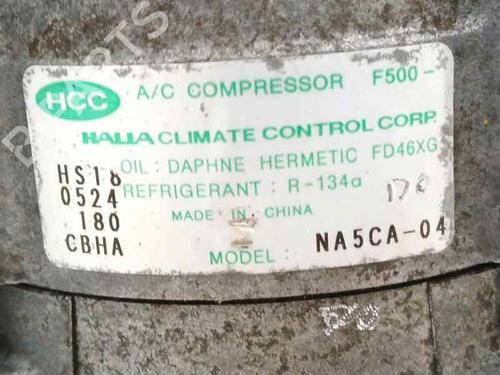 HCC
A/C COMPRESSOR F500-
HALLA CLIMATE CONTROL CORP.
OIL : DAPHNE HERMETIC FD46XG
REFRIGERANT : R-134a
MADE IN CHINA
MODEL : NA5CA-04
HS18
0524
180
CBHA
PARTS